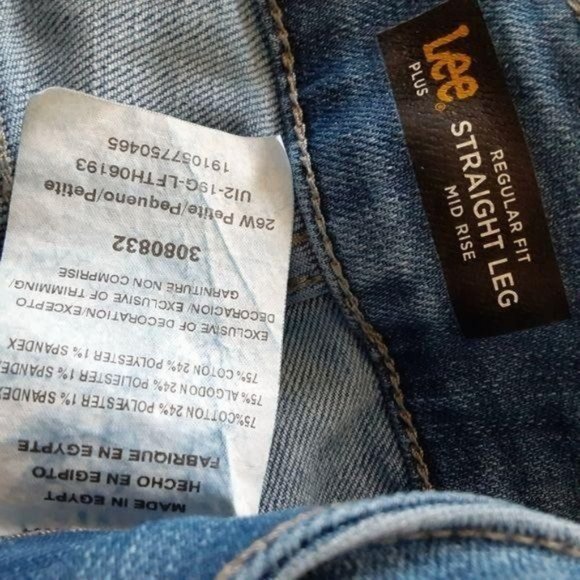 MADE IN EGYPT
HECHO EN EGIPTO
FABRIQUE EN EGYPTE
75%COTTON 24% POLYESTER 1% SPANDEX
75% ALGODON 24% POLIESTER 1% SPANDEX
75% COTON 24% POLYESTER 1% SPANDEX
EXCLUSIVE OF DECORATION/EXCEPTO
DECORACION/ EXCLUSIVE OF TRIMMING/
GARNITURE NON COMPRISE
3080832
26W Petite/Pequeno/Petite
UI2-19G-LFTH06193
191057750465
Lee®
PLUS
REGULAR FIT
STRAIGHT LEG
MID RISE